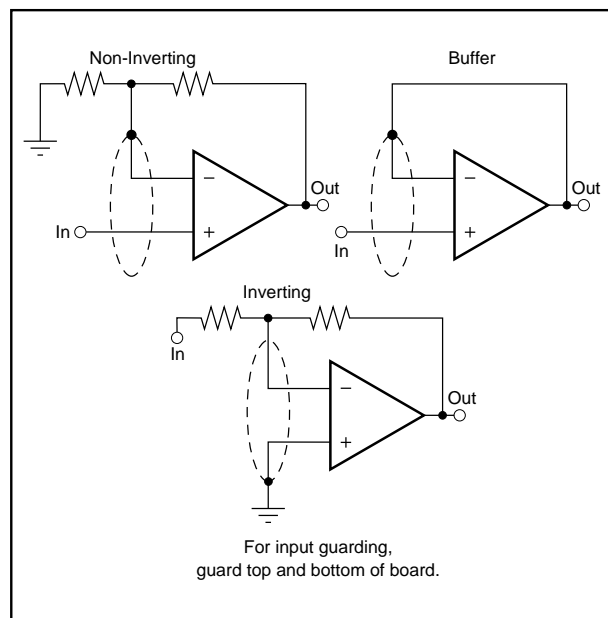 Non-Inverting
Buffer
−
+
In
Out
−
+
In
Out
Inverting
In
−
+
Out
For input guarding,
guard top and bottom of board.